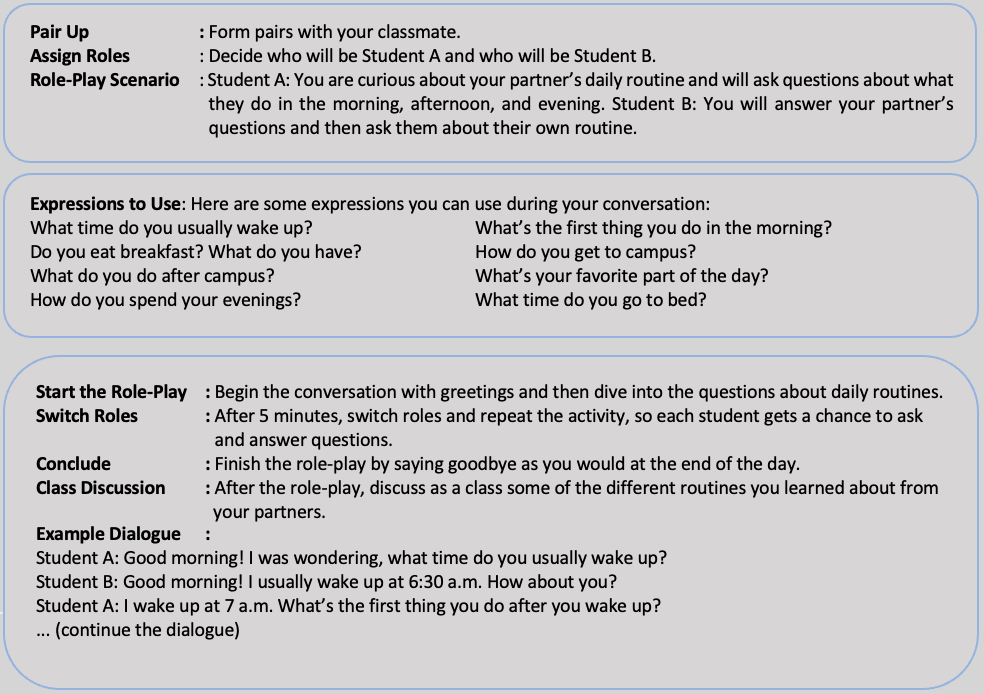 Pair Up : Form pairs with your classmate.
Assign Roles : Decide who will be Student A and who will be Student B.
Role-Play Scenario : Student A: You are curious about your partner’s daily routine and will ask questions about what
they do in the morning, afternoon, and evening. Student B: You will answer your partner’s
questions and then ask them about their own routine.
Expressions to Use: Here are some expressions you can use during your conversation:
What time do you usually wake up? What’s the first thing you do in the morning?
Do you eat breakfast? What do you have? How do you get to campus?
What do you do after campus? What’s your favorite part of the day?
How do you spend your evenings? What time do you go to bed?
Start the Role-Play : Begin the conversation with greetings and then dive into the questions about daily routines.
Switch Roles : After 5 minutes, switch roles and repeat the activity, so each student gets a chance to ask
and answer questions.
Conclude : Finish the role-play by saying goodbye as you would at the end of the day.
Class Discussion : After the role-play, discuss as a class some of the different routines you learned about from
your partners.
Example Dialogue :
Student A: Good morning! I was wondering, what time do you usually wake up?
Student B: Good morning! I usually wake up at 6:30 a.m. How about you?
Student A: I wake up at 7 a.m. What’s the first thing you do after you wake up?
... (continue the dialogue)